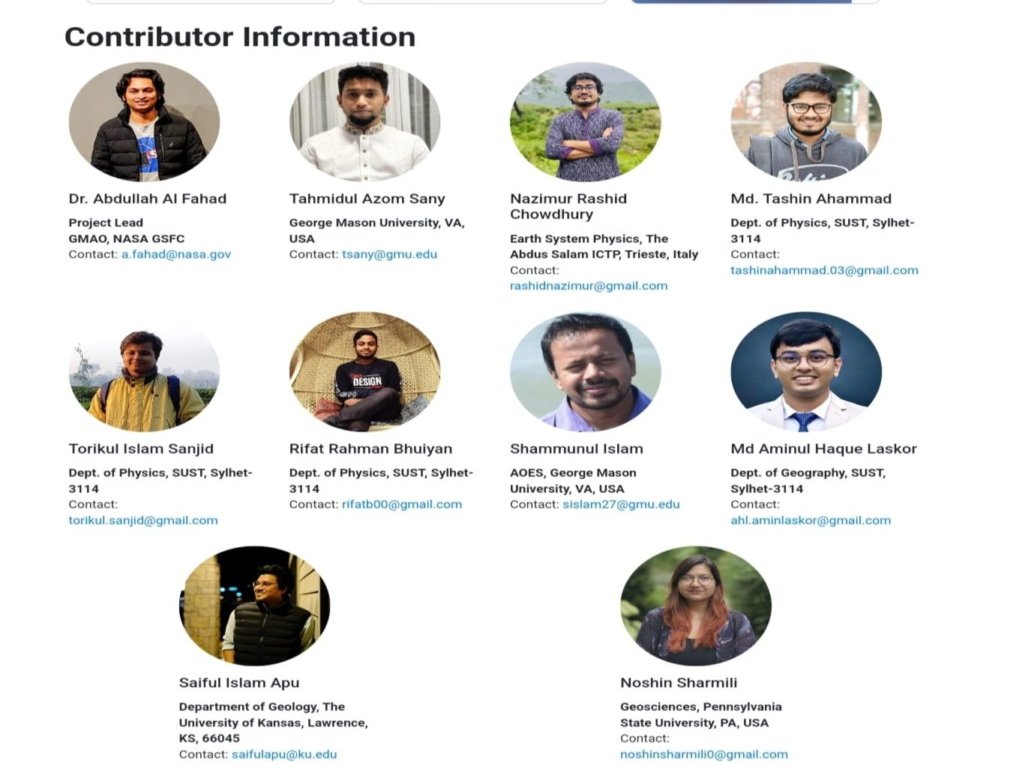 Contributor Information
Dr. Abdullah Al Fahad
Project Lead
GMAO, NASA GSFC
Contact: a.fahad@nasa.gov
Tahmidul Azom Sany
George Mason University, VA,
USA
Contact: tsany@gmu.edu
Nazimur Rashid
Chowdhury
Earth System Physics, The
Abdus Salam ICTP, Trieste, Italy
Contact:
rashidnazimur@gmail.com
Md. Tashin Ahammad
Dept. of Physics, SUST, Sylhet-
3114
Contact:
tashinahammad.03@gmail.com
Torikul Islam Sanjid
Dept. of Physics, SUST, Sylhet-
3114
Contact:
torikul.sanjid@gmail.com
DESIGN
Rifat Rahman Bhuiyan
Dept. of Physics, SUST, Sylhet-
3114
Contact: rifatb00@gmail.com
Shammunul Islam
AOES, George Mason
University, VA, USA
Contact: sislam27@gmu.edu
Md Aminul Haque Laskor
Dept. of Geography, SUST,
Sylhet-3114
Contact:
ahl.aminlaskor@gmail.com
Saiful Islam Apu
Department of Geology, The
University of Kansas, Lawrence,
KS, 66045
Contact: saifulapu@ku.edu
Noshin Sharmili
Geosciences, Pennsylvania
State University, PA, USA
Contact:
noshinsharmili0@gmail.com